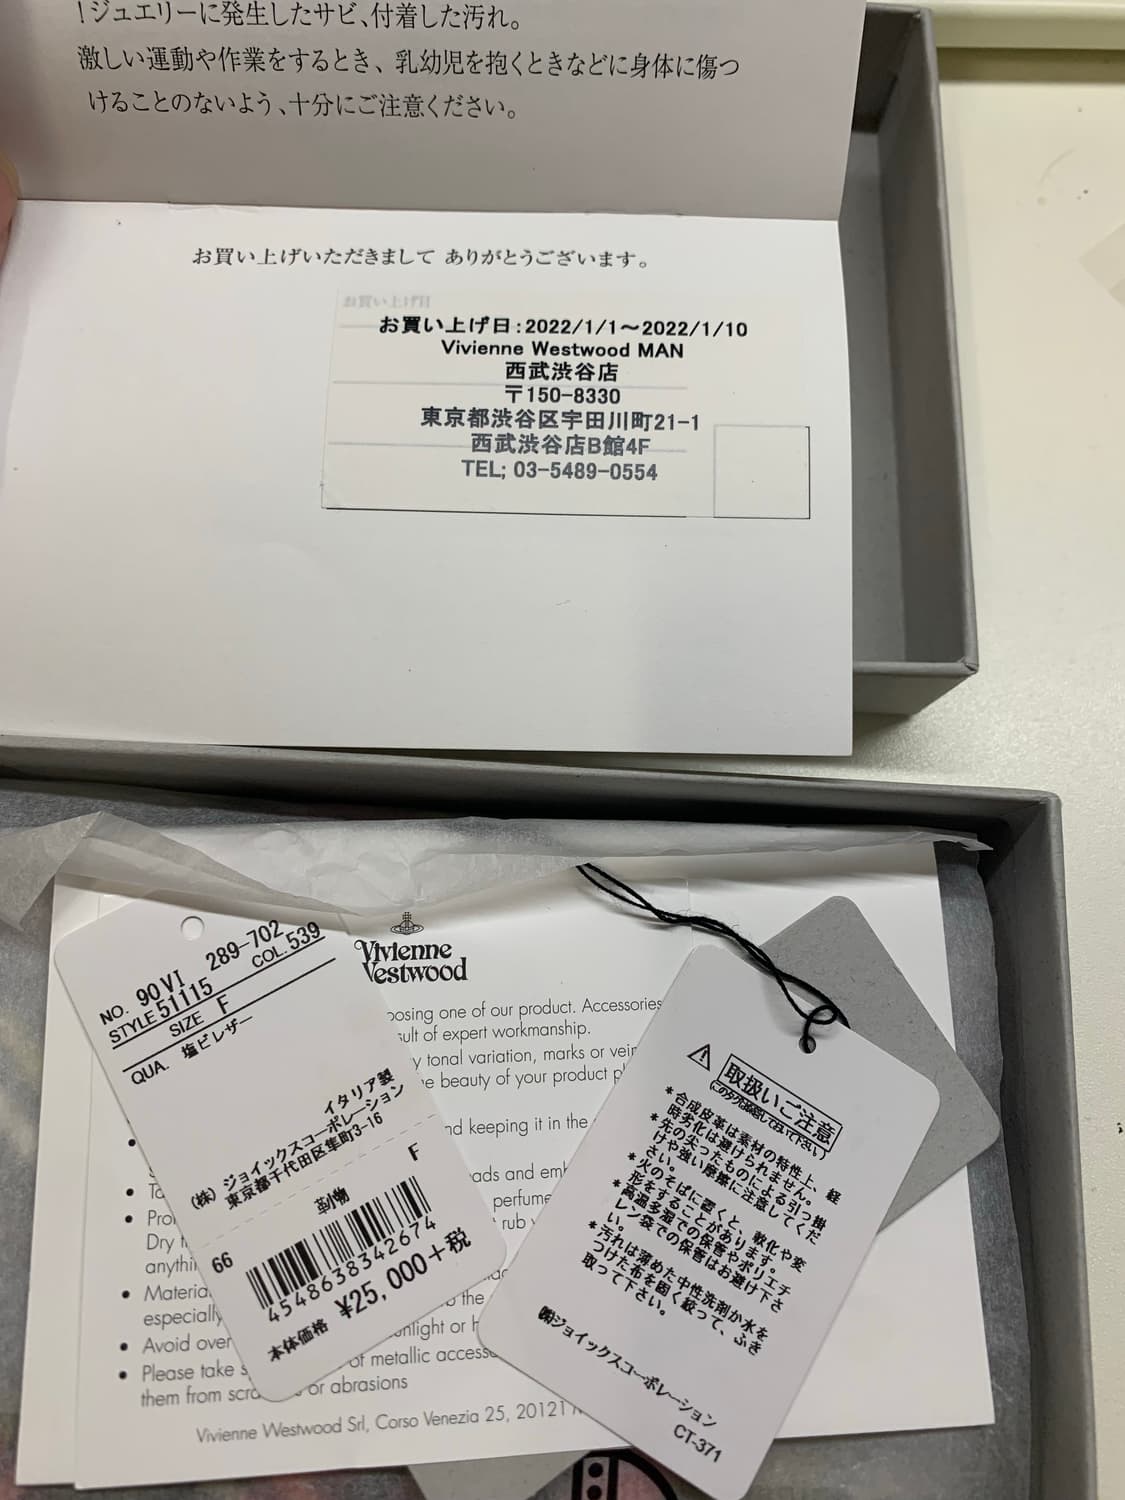 ！ジュエリーに発生したサビ、付着した汚れ。
激しい運動や作業をするとき、乳幼児を抱くときなどに身体に傷つ
けることのないよう、十分にご注意ください。
お買い上げいただきまして ありがとうございます。
お買い上げ日
お買い上げ日：2022/1/1～2022/1/10
Vivienne Westwood MAN
西武渋谷店
〒150-8330
東京都渋谷区宇田川町21-1
西武渋谷店B館4F
TEL; 03-5489-0554
NO. 90VI 289-702
STYLE 51115 COL. 539
SIZE F
QUA. 塩ビレザー
イタリア製
(株) ジョイックスコーポレーション
東京都千代田区隼町3-16
F
革小物
66
4548638342674
本体価格 ¥25,000+税
Vivienne
Westwood
oosing one of our product. Accessories
sult of expert workmanship.
y tonal variation, marks or vein
e beauty of your product pl
nd keeping it in the
ads and emb
perfume
Dry
anythi
rub
Materia
especially
the
Avoid over
unlight or h
Please take s
of metallic access
them from scra
or abrasions
Vivienne Westwood Srl, Corso Venezia 25, 20121
⚠ 取扱いご注意
(このタグは必ず読んでおいて下さい)
*合成皮革は素材の特性上、経
時劣化は避けられません。
*先の尖ったものによる引っ掛
けや強い摩擦に注意してくだ
さい。
*火のそばに置くと、軟化や変
形をすることがあります。
*高温多湿での保管やポリエチ
レン袋での保管はお避け下さ
い。
*汚れは薄めた中性洗剤か水を
つけた布を固く絞って、ふき
取って下さい。
㈱ジョイックスコーポレーション
CT-371